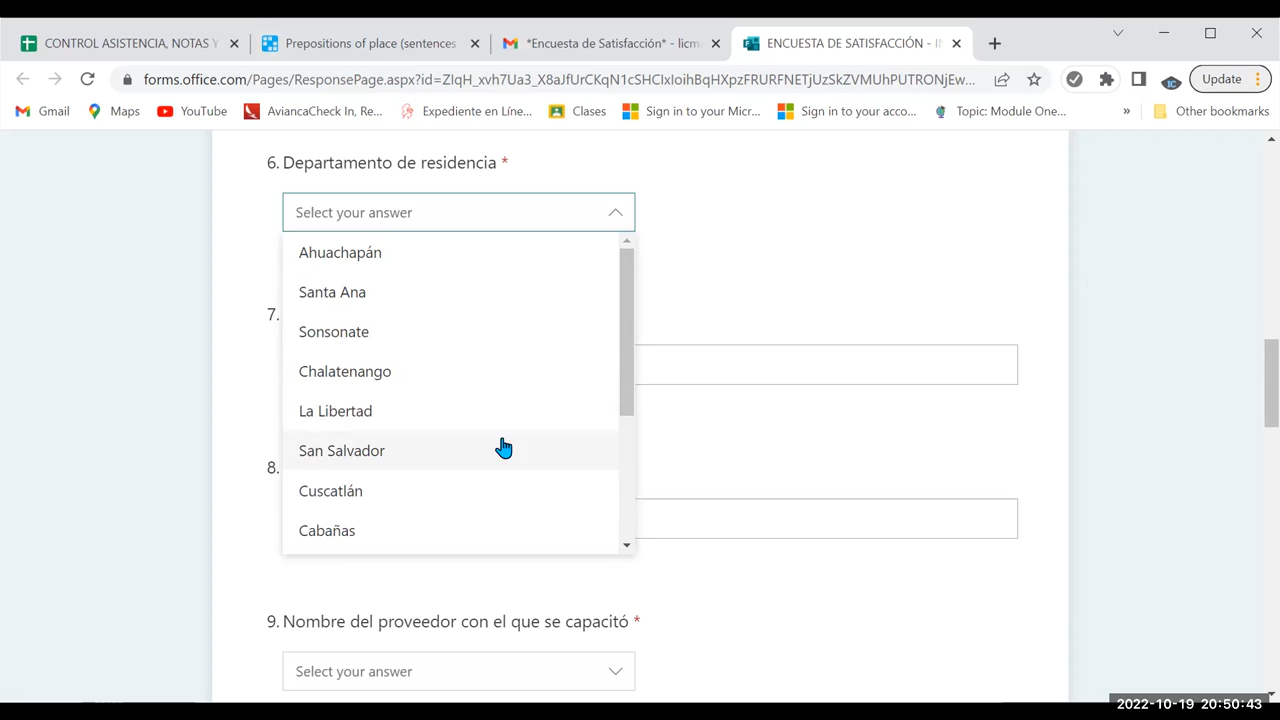 CONTROL ASISTENCIA, NOTAS Y
Prepositions of place (sentences
*Encuesta de Satisfacción* - licm
ENCUESTA DE SATISFACCIÓN - IN
forms.office.com/Pages/ResponsePage.aspx?id=ZIqH_xvh7Ua3_X8aJfUrCKqN1cSHCIxIoihBqHXpzFRURFNETjUzSkZVMUhPUTRONjEw...
Update
Gmail
Maps
YouTube
AviancaCheck In, Re...
Expediente en Líne...
Clases
Sign in to your Micr...
Sign in to your acco...
Topic: Module One...
»
Other bookmarks
6. Departamento de residencia *
Select your answer
Ahuachapán
Santa Ana
Sonsonate
7.
Chalatenango
La Libertad
San Salvador
8.
Cuscatlán
Cabañas
9. Nombre del proveedor con el que se capacitó *
Select your answer
2022-10-19 20:50:43